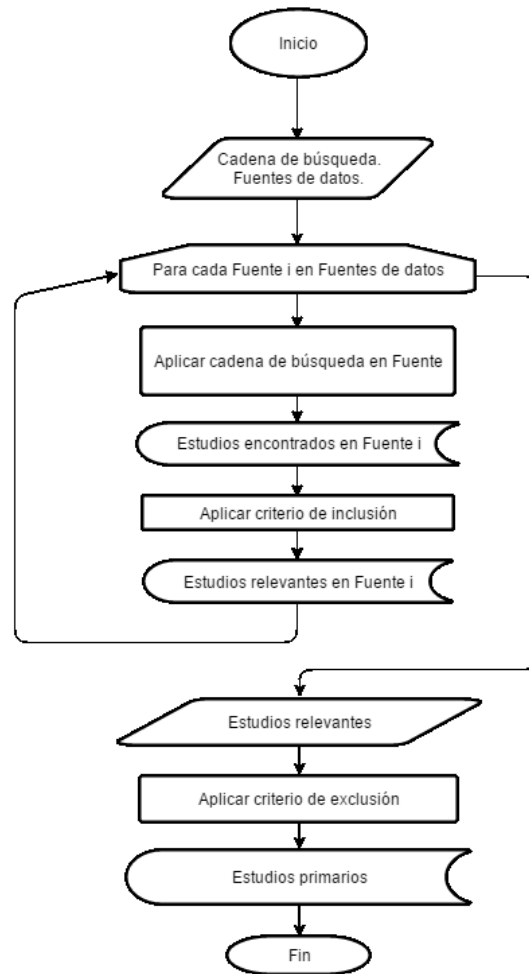 Inicio
Cadena de búsqueda.
Fuentes de datos.
Para cada Fuente i en Fuentes de datos
Aplicar cadena de búsqueda en Fuente
Estudios encontrados en Fuente i
Aplicar criterio de inclusión
Estudios relevantes en Fuente i
Estudios relevantes
Aplicar criterio de exclusión
Estudios primarios
Fin